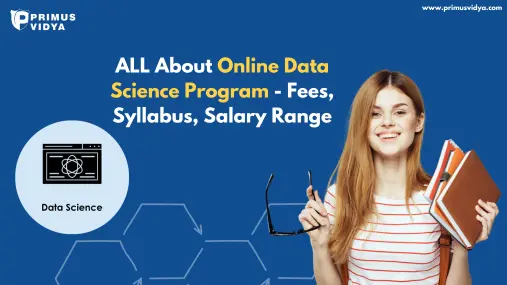 PRIMUS
VIDYA
www.primusvidya.com
ALL About Online Data
Science Program - Fees,
Syllabus, Salary Range
Data Science